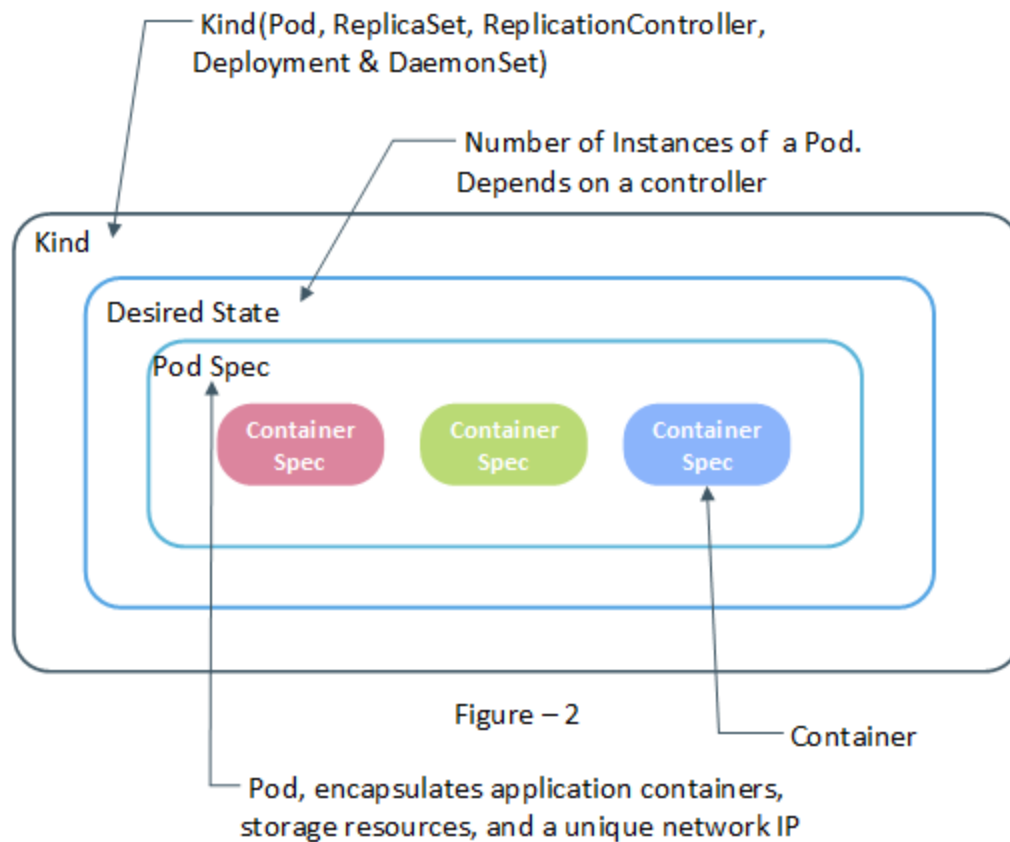 Kind(Pod, ReplicaSet, ReplicationController,
Deployment & DaemonSet)
Number of Instances of a Pod.
Depends on a controller
Kind
Desired State
Pod Spec
Container
Spec
Container
Spec
Container
Spec
Figure – 2
Container
Pod, encapsulates application containers,
storage resources, and a unique network IP